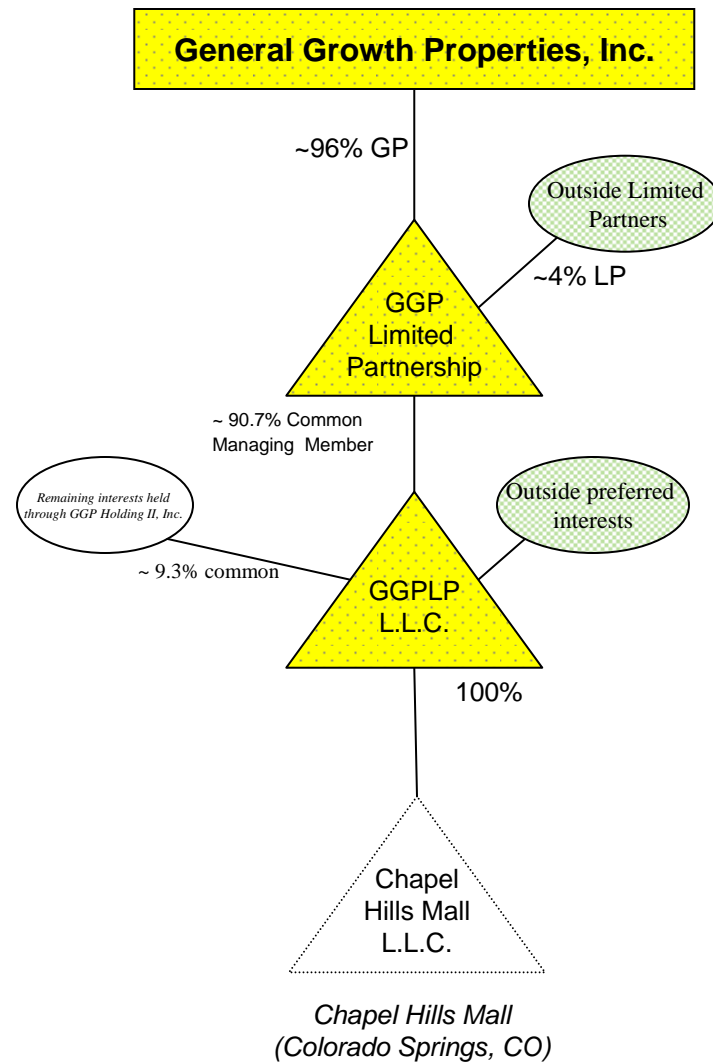 General Growth Properties, Inc.
~96% GP
Outside Limited
Partners
~4% LP
GGP
Limited
Partnership
~ 90.7% Common
Managing Member
Remaining interests held
through GGP Holding II, Inc.
Outside preferred
interests
~ 9.3% common
GGPLP
L.L.C.
100%
Chapel
Hills Mall
L.L.C.
Chapel Hills Mall
(Colorado Springs, CO)